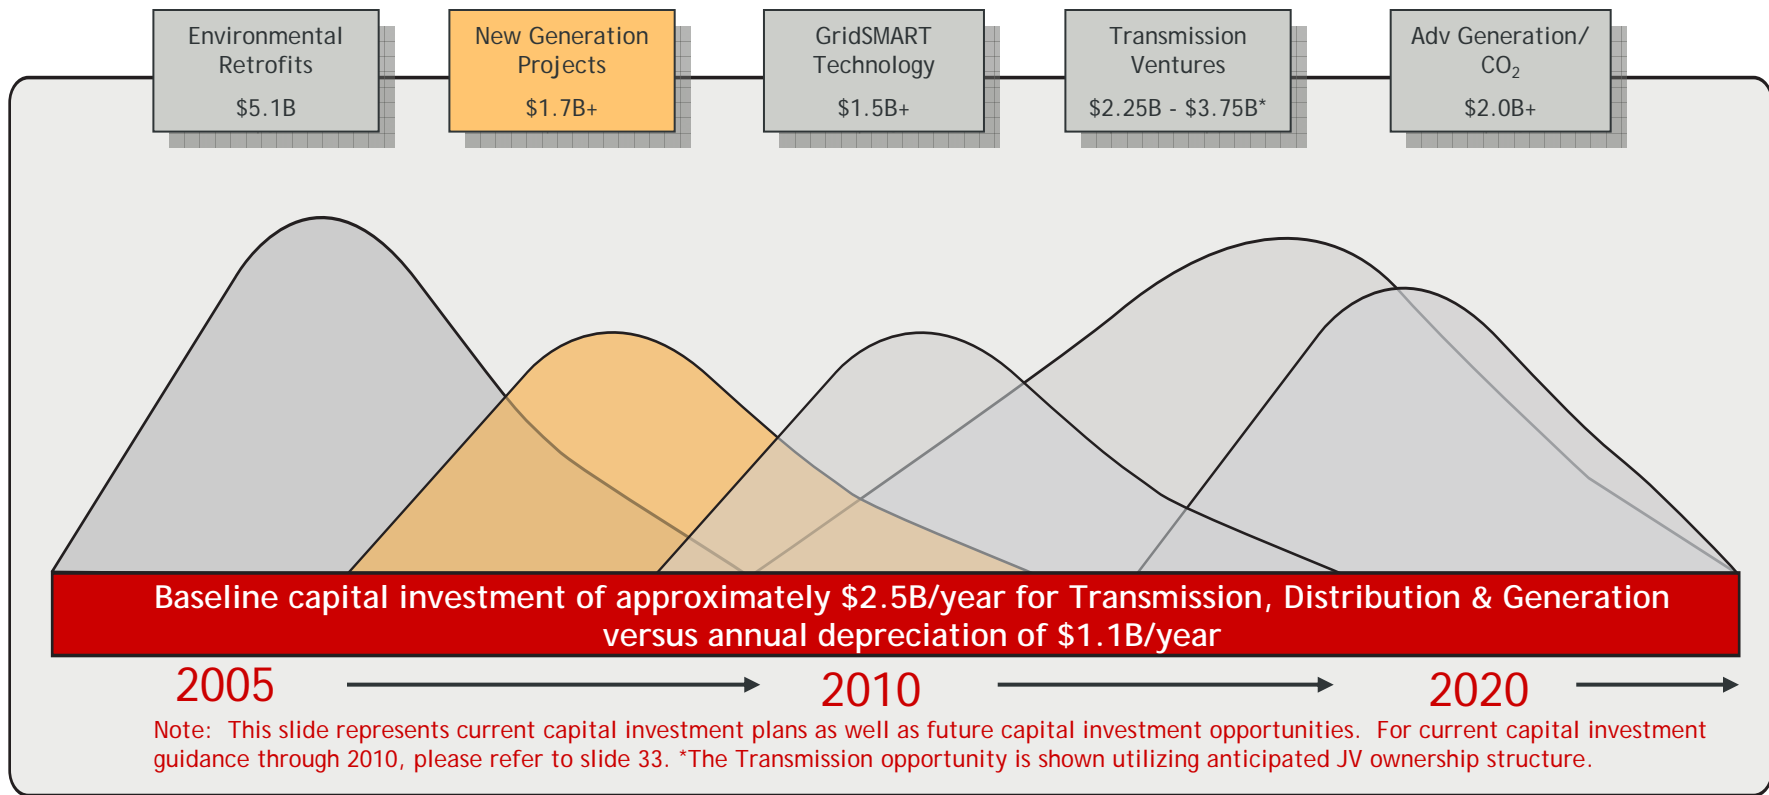 Environmental
Retrofits
$5.1B
New Generation
Projects
$1.7B+
GridSMART
Technology
$1.5B+
Transmission
Ventures
$2.25B - $3.75B*
Adv Generation/
CO₂
$2.0B+
Baseline capital investment of approximately $2.5B/year for Transmission, Distribution & Generation
versus annual depreciation of $1.1B/year
2005
2010
2020
Note: This slide represents current capital investment plans as well as future capital investment opportunities. For current capital investment
guidance through 2010, please refer to slide 33. *The Transmission opportunity is shown utilizing anticipated JV ownership structure.